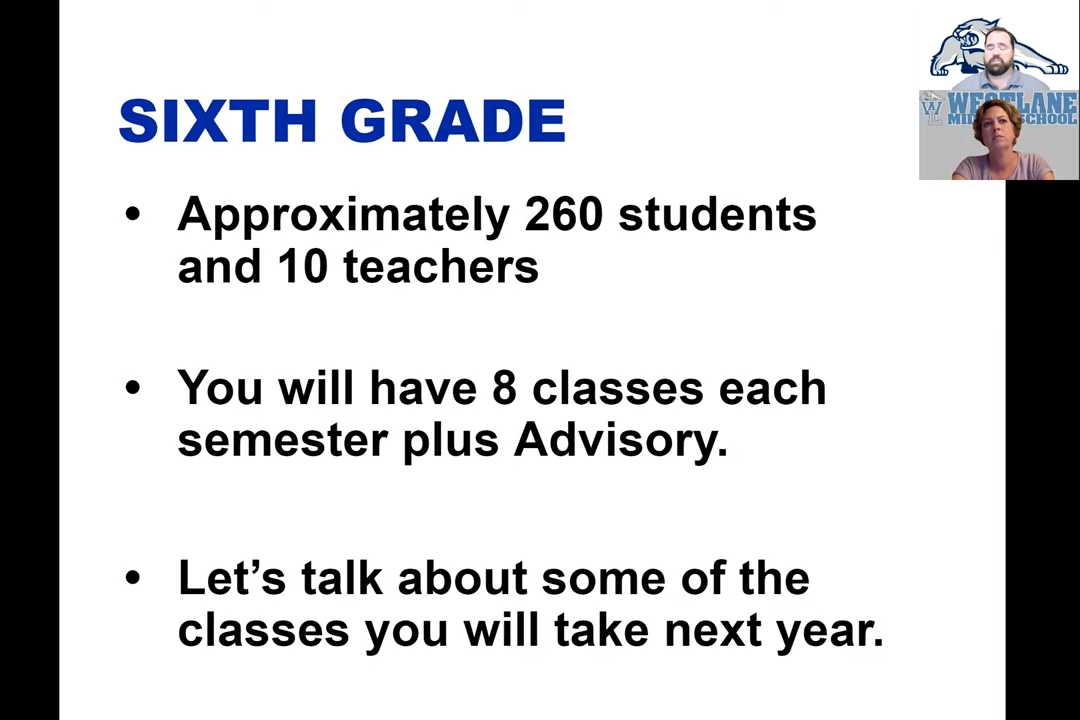 SIXTH GRADE
• Approximately 260 students
and 10 teachers
• You will have 8 classes each
semester plus Advisory.
• Let’s talk about some of the
classes you will take next year.
WL WESTLANE
MIDDLE SCHOOL